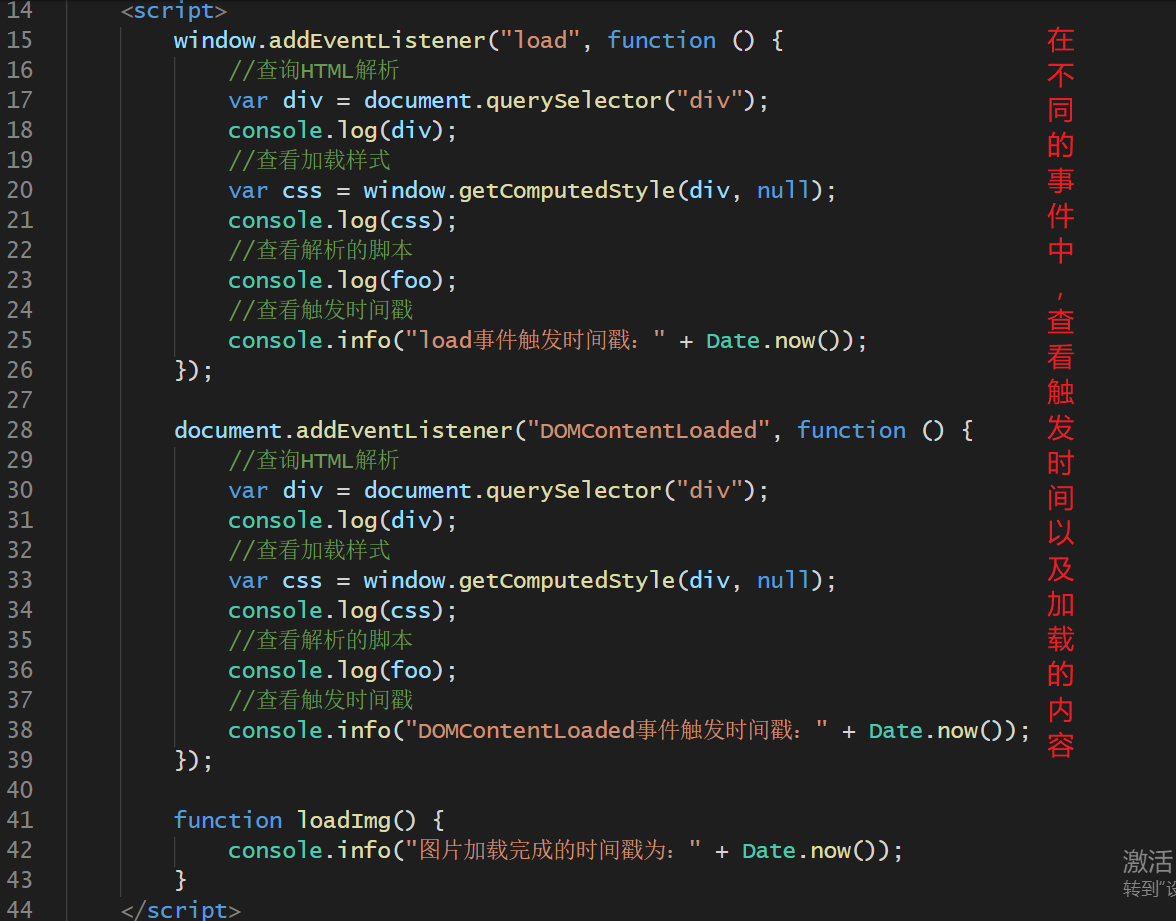 14 <script>
15 window.addEventListener("load", function () {
16 //查询HTML解析
17 var div = document.querySelector("div");
18 console.log(div);
19 //查看加载样式
20 var css = window.getComputedStyle(div, null);
21 console.log(css);
22 //查看解析的脚本
23 console.log(foo);
24 //查看触发时间戳
25 console.info("load事件触发时间戳：" + Date.now());
26 });
27
28 document.addEventListener("DOMContentLoaded", function () {
29 //查询HTML解析
30 var div = document.querySelector("div");
31 console.log(div);
32 //查看加载样式
33 var css = window.getComputedStyle(div, null);
34 console.log(css);
35 //查看解析的脚本
36 console.log(foo);
37 //查看触发时间戳
38 console.info("DOMContentLoaded事件触发时间戳：" + Date.now());
39 });
40
41 function loadImg() {
42 console.info("图片加载完成的时间戳为：" + Date.now());
43 }
44 </script>
在不同的事件中,查看触发时间以及加载的内容
激活
转到"设